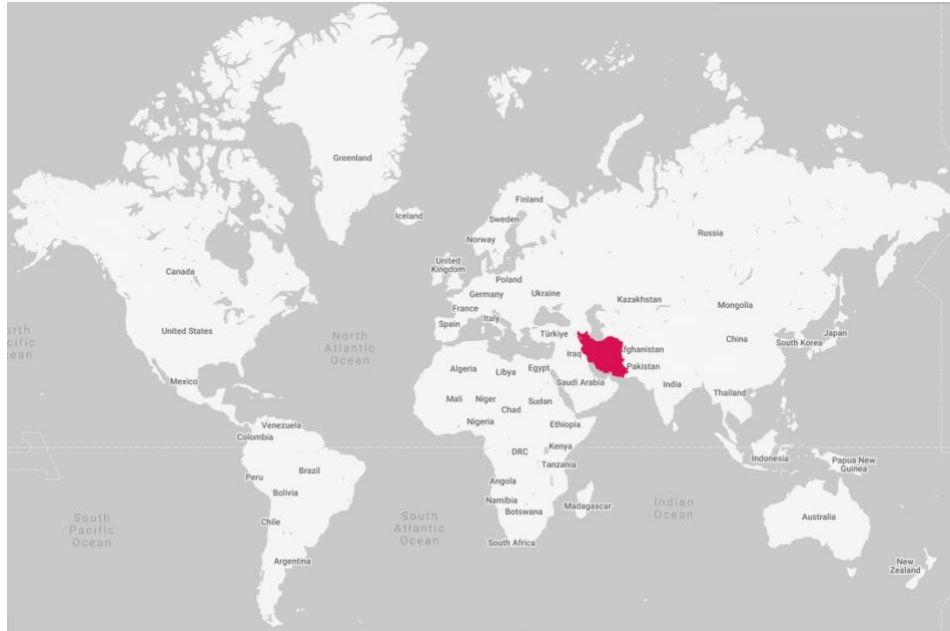 Greenland
Iceland
Finland
Sweden
Norway
Russia
United
Kingdom
Canada
Poland
Germany
Ukraine
Kazakhstan
Mongolia
France
Italy
Spain
United States
North
Atlantic
Ocean
Türkiye
China
Japan
South Korea
Iraq
Afghanistan
Pakistan
Algeria
Libya
Egypt
Saudi Arabia
India
Mexico
Thailand
Mali
Niger
Chad
Sudan
Nigeria
Ethiopia
Venezuela
Colombia
DRC
Kenya
Tanzania
Indonesia
Papua New
Guinea
Peru
Brazil
Bolivia
Angola
Namibia
Botswana
Madagascar
Indian
Ocean
South
Pacific
Ocean
South
Atlantic
Ocean
Chile
Australia
South Africa
Argentina
New
Zealand